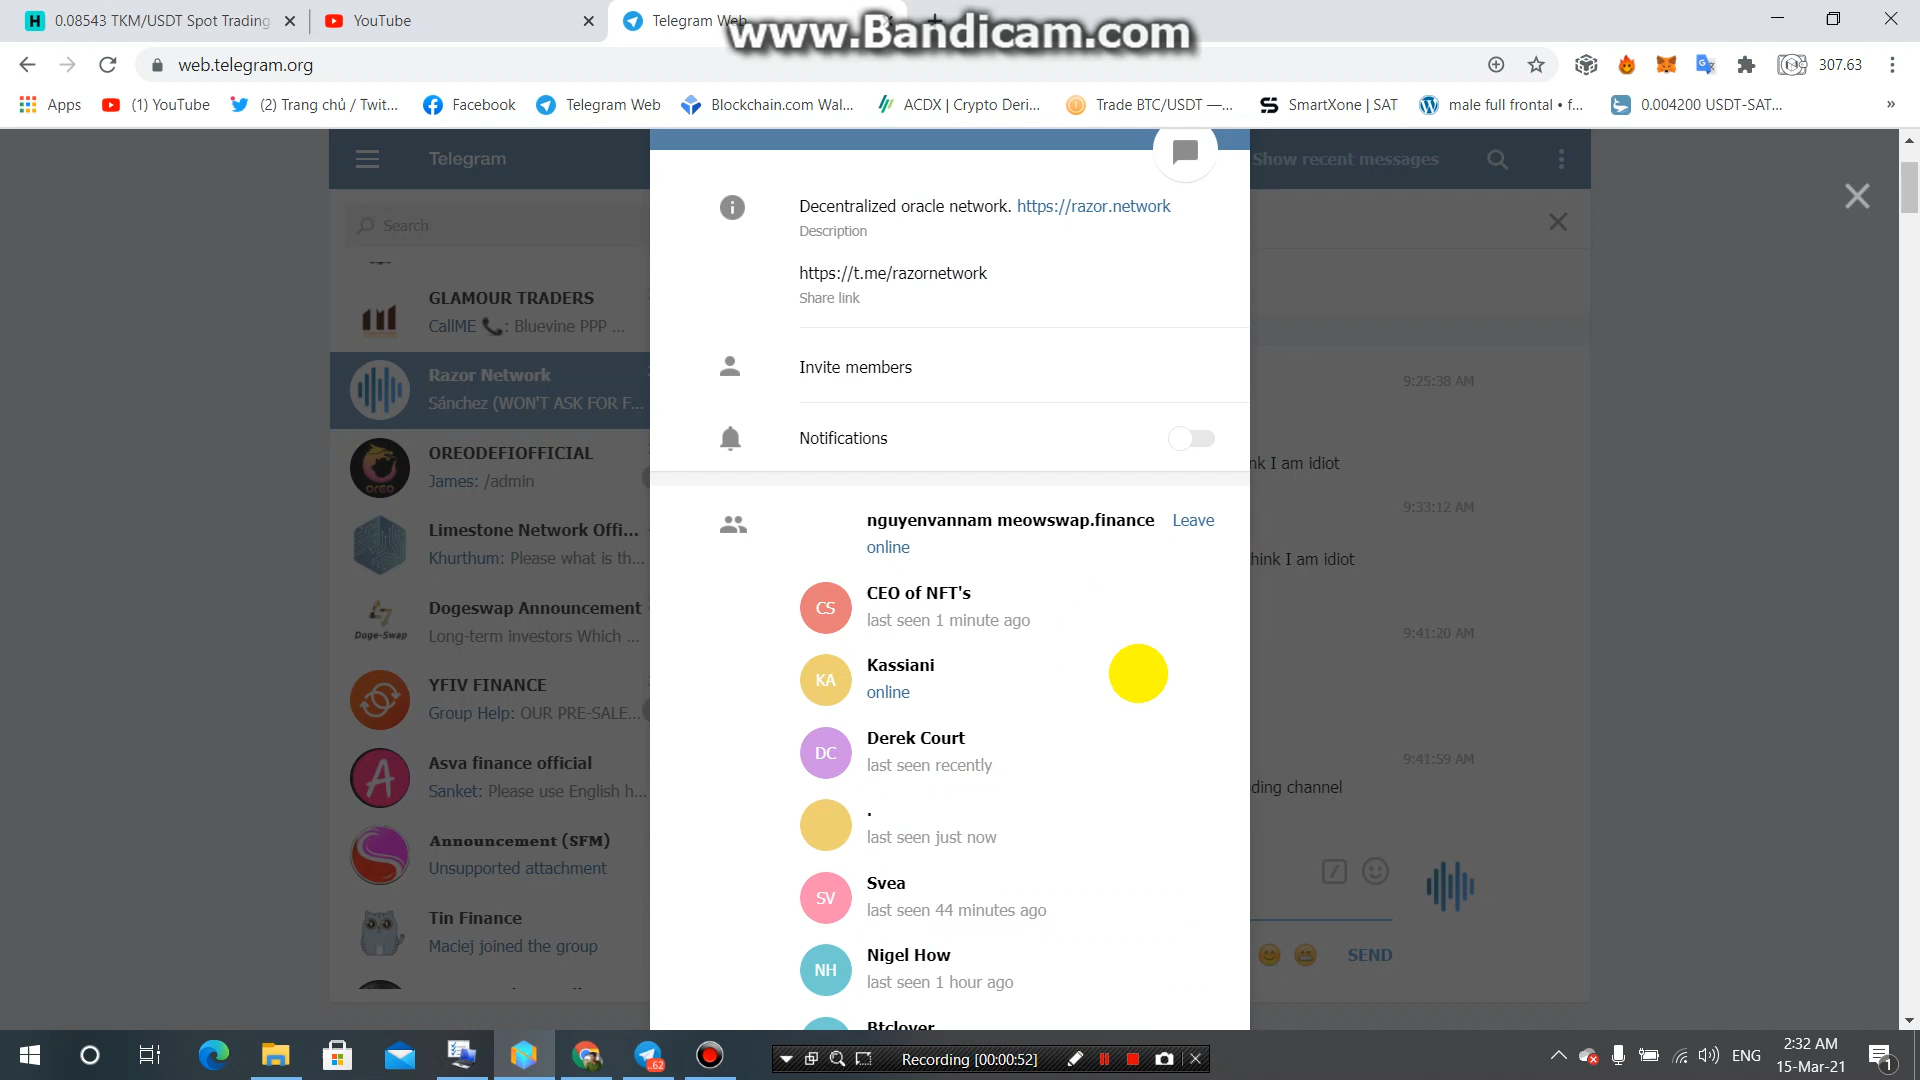 0.08543 TKM/USDT Spot Trading
YouTube
Telegram Web
www.Bandicam.com
web.telegram.org
307.63
Apps
(1) YouTube
(2) Trang chủ / Twit...
Facebook
Telegram Web
Blockchain.com Wal...
ACDX | Crypto Deri...
Trade BTC/USDT —...
SmartXone | SAT
male full frontal • f...
0.004200 USDT-SAT...
»
Telegram
Show recent messages
Search
GLAMOUR TRADERS
CallME 📞: Bluevine PPP ...
Razor Network
Sánchez (WON'T ASK FOR F...
OREODEFIOFFICIAL
James: /admin
Limestone Network Offi...
Khurthum: Please what is th...
Dogeswap Announcement
Long-term investors Which ...
Doge-Swap
YFIV FINANCE
Group Help: OUR PRE-SALE...
Asva finance official
Sanket: Please use English h...
Announcement (SFM)
Unsupported attachment
Tin Finance
Maciej joined the group
Decentralized oracle network. https://razor.network
Description
https://t.me/razornetwork
Share link
Invite members
Notifications
nguyenvannam meowswap.finance
Leave
online
CS
CEO of NFT's
last seen 1 minute ago
KA
Kassiani
online
DC
Derek Court
last seen recently
.
last seen just now
SV
Svea
last seen 44 minutes ago
NH
Nigel How
last seen 1 hour ago
Btclover
9:25:38 AM
nk I am idiot
9:33:12 AM
hink I am idiot
9:41:20 AM
9:41:59 AM
ding channel
SEND
62
Recording [00:00:52]
ENG
2:32 AM
15-Mar-21
1